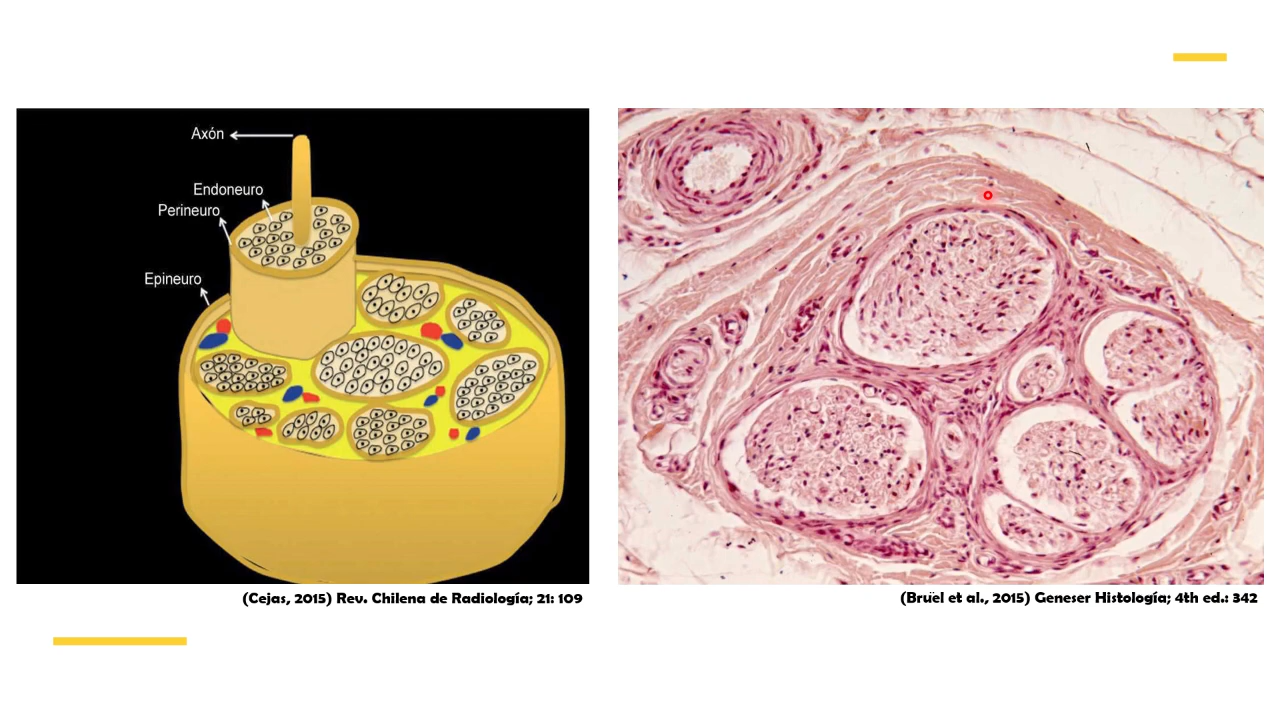 Axón
Endoneuro
Perineuro
Epineuro
(Cejas, 2015) Rev. Chilena de Radiología; 21: 109
(Brüel et al., 2015) Geneser Histología; 4th ed.: 342